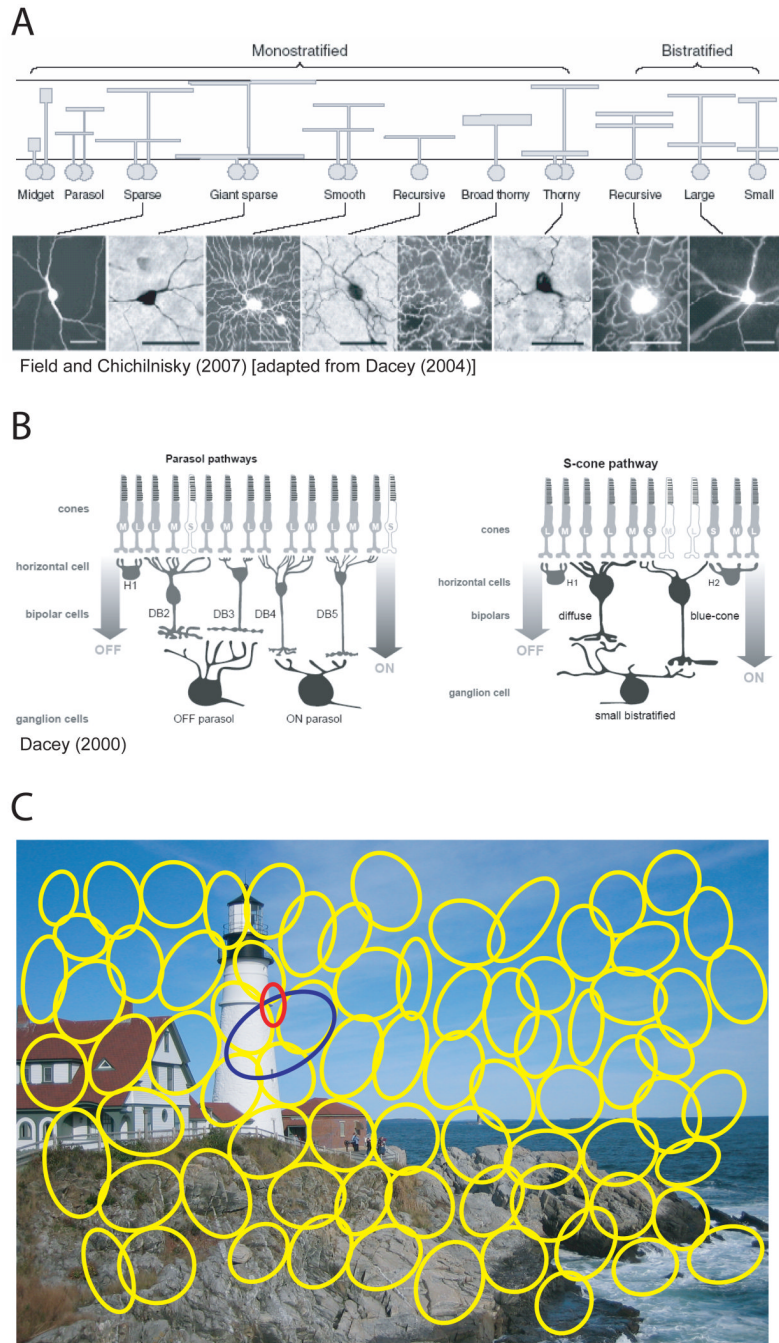 A
Monostratified Bistratified
Midget Parasol Sparse Giant sparse Smooth Recursive Broad thorny Thorny Recursive Large Small
Field and Chichilnisky (2007) [adapted from Dacey (2004)]
B
Parasol pathways
cones
M L L M S L M L L L M L M S
horizontal cell
H1
bipolar cells
DB2 DB3 DB4 DB5
OFF
ON
ganglion cells
OFF parasol ON parasol
Dacey (2000)
S-cone pathway
cones
L M L L M S M L S M L
horizontal cells
H1 H2
bipolars
diffuse blue-cone
OFF
ON
ganglion cell
small bistratified
C